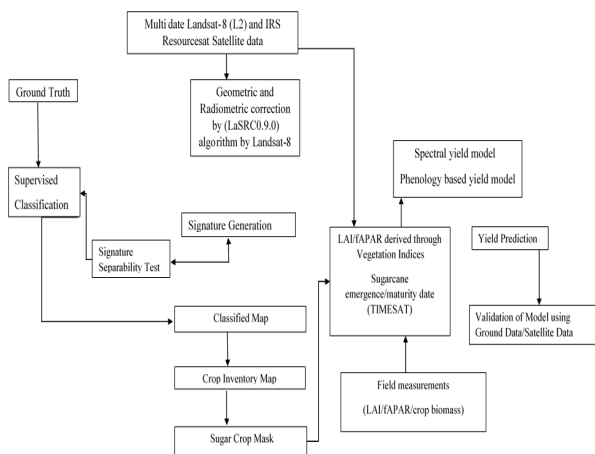 Multi date Landsat-8 (L2) and IRS
Resourcesat Satellite data
Ground Truth
Geometric and
Radiometric correction
by (LaSRC0.9.0)
algorithm by Landsat-8
Spectral yield model
Phenology based yield model
Supervised
Classification
Signature Generation
Signature
Separability Test
LAI/fAPAR derived through
Vegetation Indices
Sugarcane
emergence/maturity date
(TIMESAT)
Yield Prediction
Validation of Model using
Ground Data/Satellite Data
Classified Map
Crop Inventory Map
Field measurements
(LAI/fAPAR/crop biomass)
Sugar Crop Mask